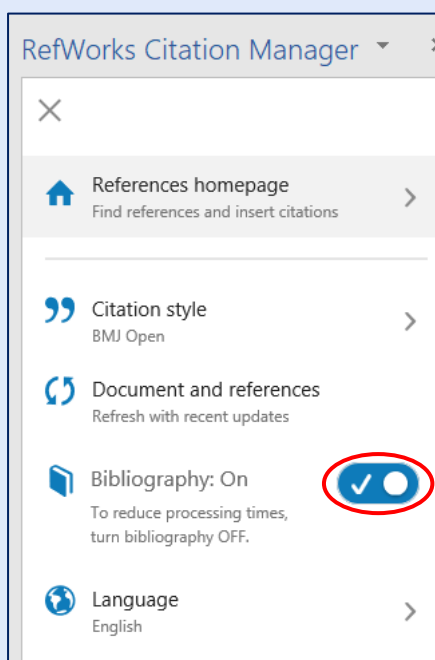 RefWorks Citation Manager
References homepage
Find references and insert citations
Citation style
BMJ Open
Document and references
Refresh with recent updates
Bibliography: On
To reduce processing times,
turn bibliography OFF.
Language
English